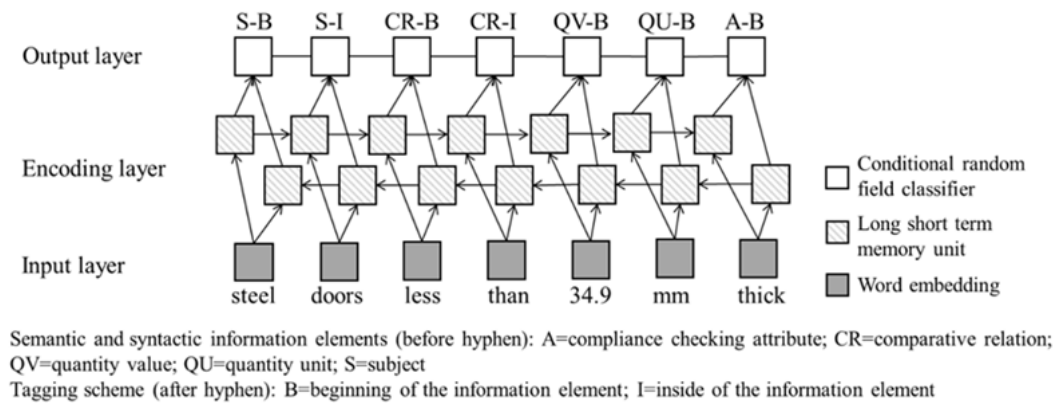 S-B S-I CR-B CR-I QV-B QU-B A-B
Output layer
Encoding layer
Conditional random
field classifier
Long short term
memory unit
Input layer
Word embedding
steel doors less than 34.9 mm thick
Semantic and syntactic information elements (before hyphen): A=compliance checking attribute; CR=comparative relation;
QV=quantity value; QU=quantity unit; S=subject
Tagging scheme (after hyphen): B=beginning of the information element; I=inside of the information element